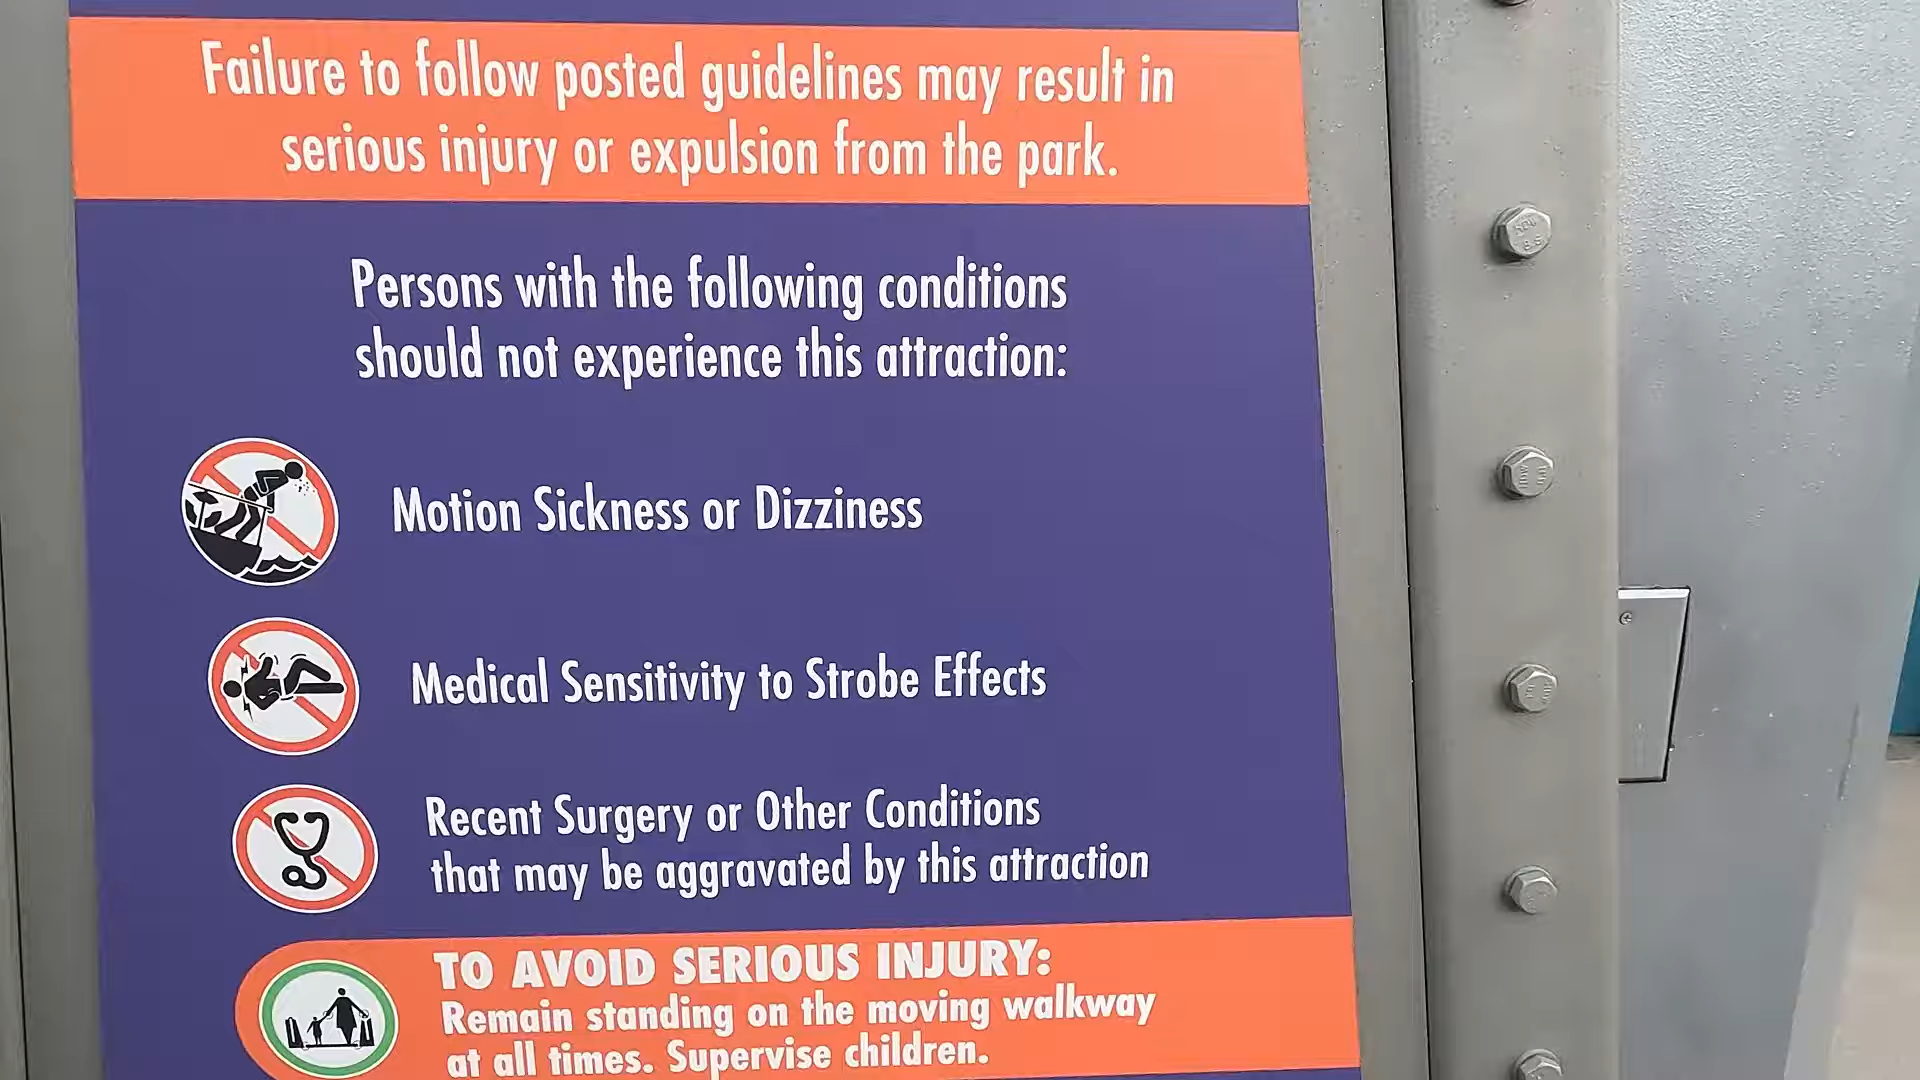 Failure to follow posted guidelines may result in
serious injury or expulsion from the park.
Persons with the following conditions
should not experience this attraction:
Motion Sickness or Dizziness
Medical Sensitivity to Strobe Effects
Recent Surgery or Other Conditions
that may be aggravated by this attraction
TO AVOID SERIOUS INJURY:
Remain standing on the moving walkway
at all times. Supervise children.